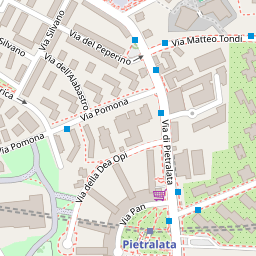 Via Silvano
Silvano
Via del Peperino
Via Matteo Tondi
Via dell'Alabastro
rica
Via Pomona
Via Pomona
Via di Pietralata
Via della Dea Opi
Via Pan
Pietralata